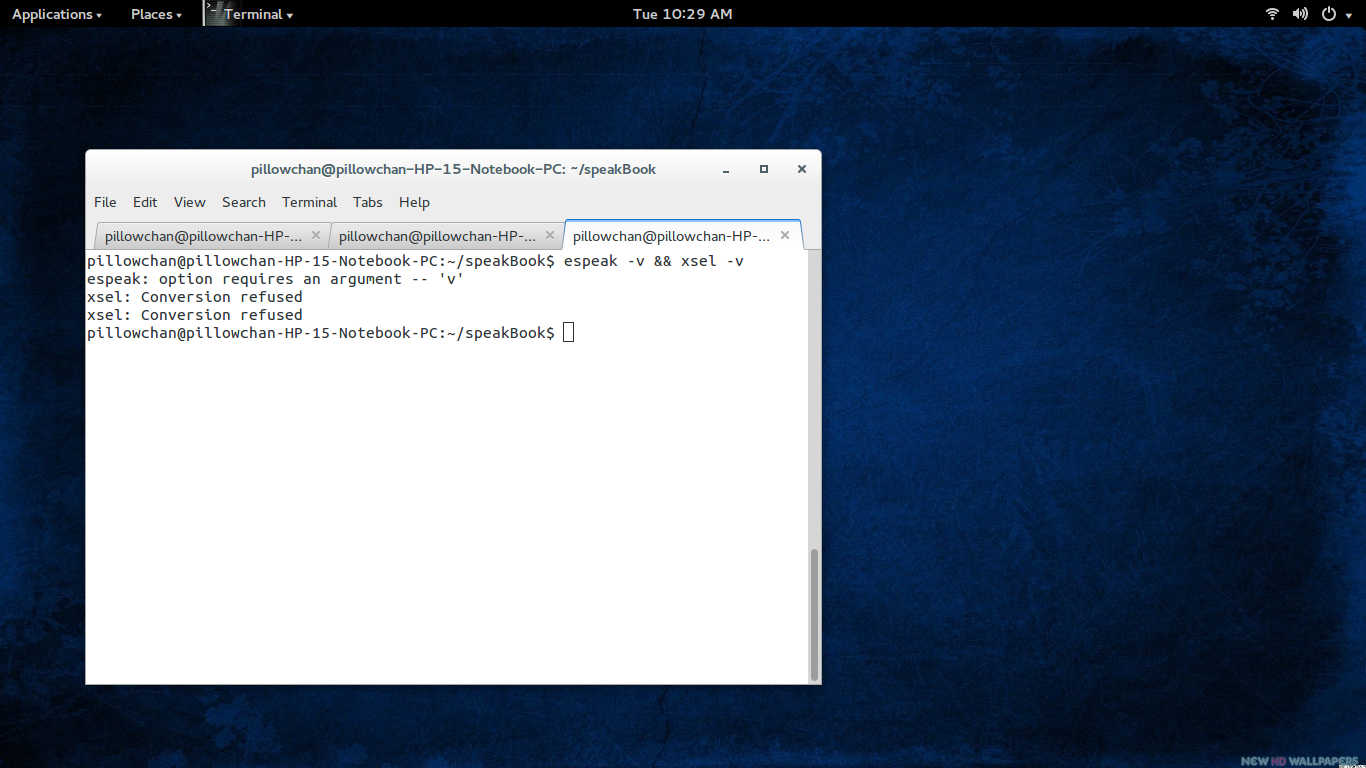 Applications Places Terminal Tue 10:29 AM
pillowchan@pillowchan-HP-15-Notebook-PC: ~/speakBook
File Edit View Search Terminal Tabs Help
pillowchan@pillowchan-HP-... pillowchan@pillowchan-HP-... pillowchan@pillowchan-HP-...
pillowchan@pillowchan-HP-15-Notebook-PC:~/speakBook$ espeak -v && xsel -v
espeak: option requires an argument -- 'v'
xsel: Conversion refused
xsel: Conversion refused
pillowchan@pillowchan-HP-15-Notebook-PC:~/speakBook$
NEW HD WALLPAPERS